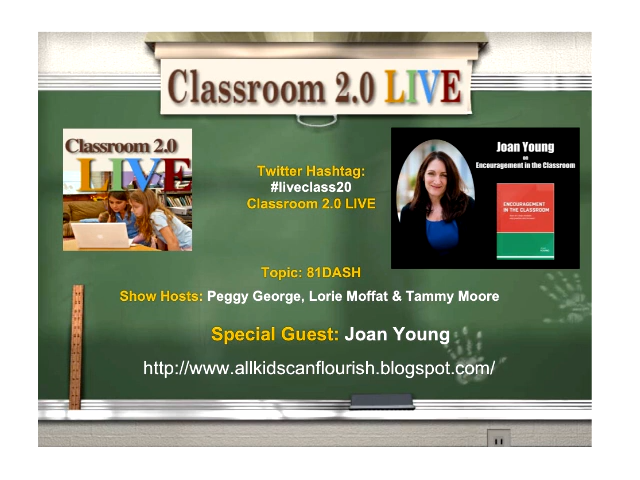 Classroom 2.0 LIVE
Classroom 2.0
LIVE
Twitter Hashtag:
#liveclass20
Classroom 2.0 LIVE
Joan Young
on
Encouragement in the Classroom
ENCOURAGEMENT
IN THE CLASSROOM
Topic: 81DASH
Show Hosts: Peggy George, Lorie Moffat & Tammy Moore
Special Guest: Joan Young
http://www.allkidscanflourish.blogspot.com/